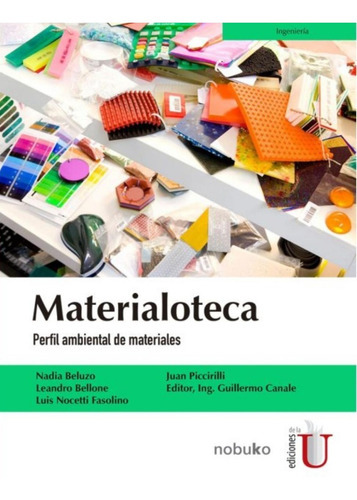 Ingeniería
Materialoteca
Perfil ambiental de materiales
Nadia Beluzo
Leandro Bellone
Luis Nocetti Fasolino
Juan Piccirilli
Editor, Ing. Guillermo Canale
nobuko
ediciones de la U